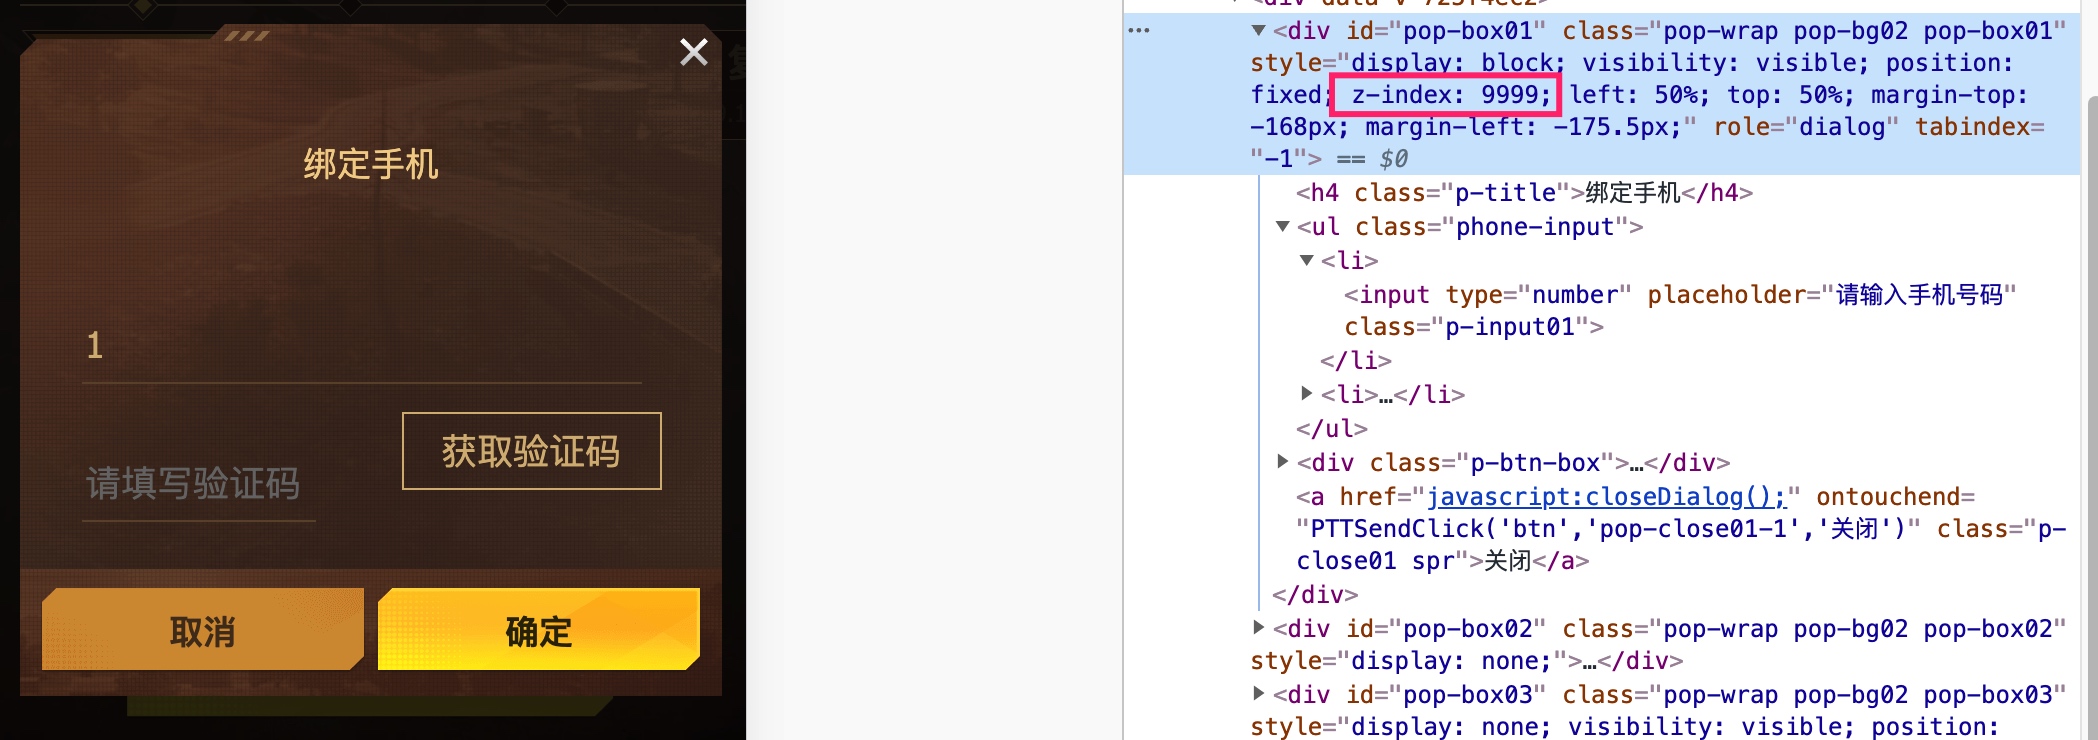 绑定手机
1
获取验证码
请填写验证码
取消
确定
<div id="pop-box01" class="pop-wrap pop-bg02 pop-box01"
style="display: block; visibility: visible; position:
fixed; z-index: 9999; left: 50%; top: 50%; margin-top:
-168px; margin-left: -175.5px;" role="dialog" tabindex=
"-1"> == $0
<h4 class="p-title">绑定手机</h4>
<ul class="phone-input">
<li>
<input type="number" placeholder="请输入手机号码"
class="p-input01">
</li>
<li>…</li>
</ul>
<div class="p-btn-box">…</div>
<a href="javascript:closeDialog();" ontouchend=
"PTTSendClick('btn','pop-close01-1','关闭')" class="p-
close01 spr">关闭</a>
</div>
<div id="pop-box02" class="pop-wrap pop-bg02 pop-box02"
style="display: none;">…</div>
<div id="pop-box03" class="pop-wrap pop-bg02 pop-box03"
style="display: none; visibility: visible; position: